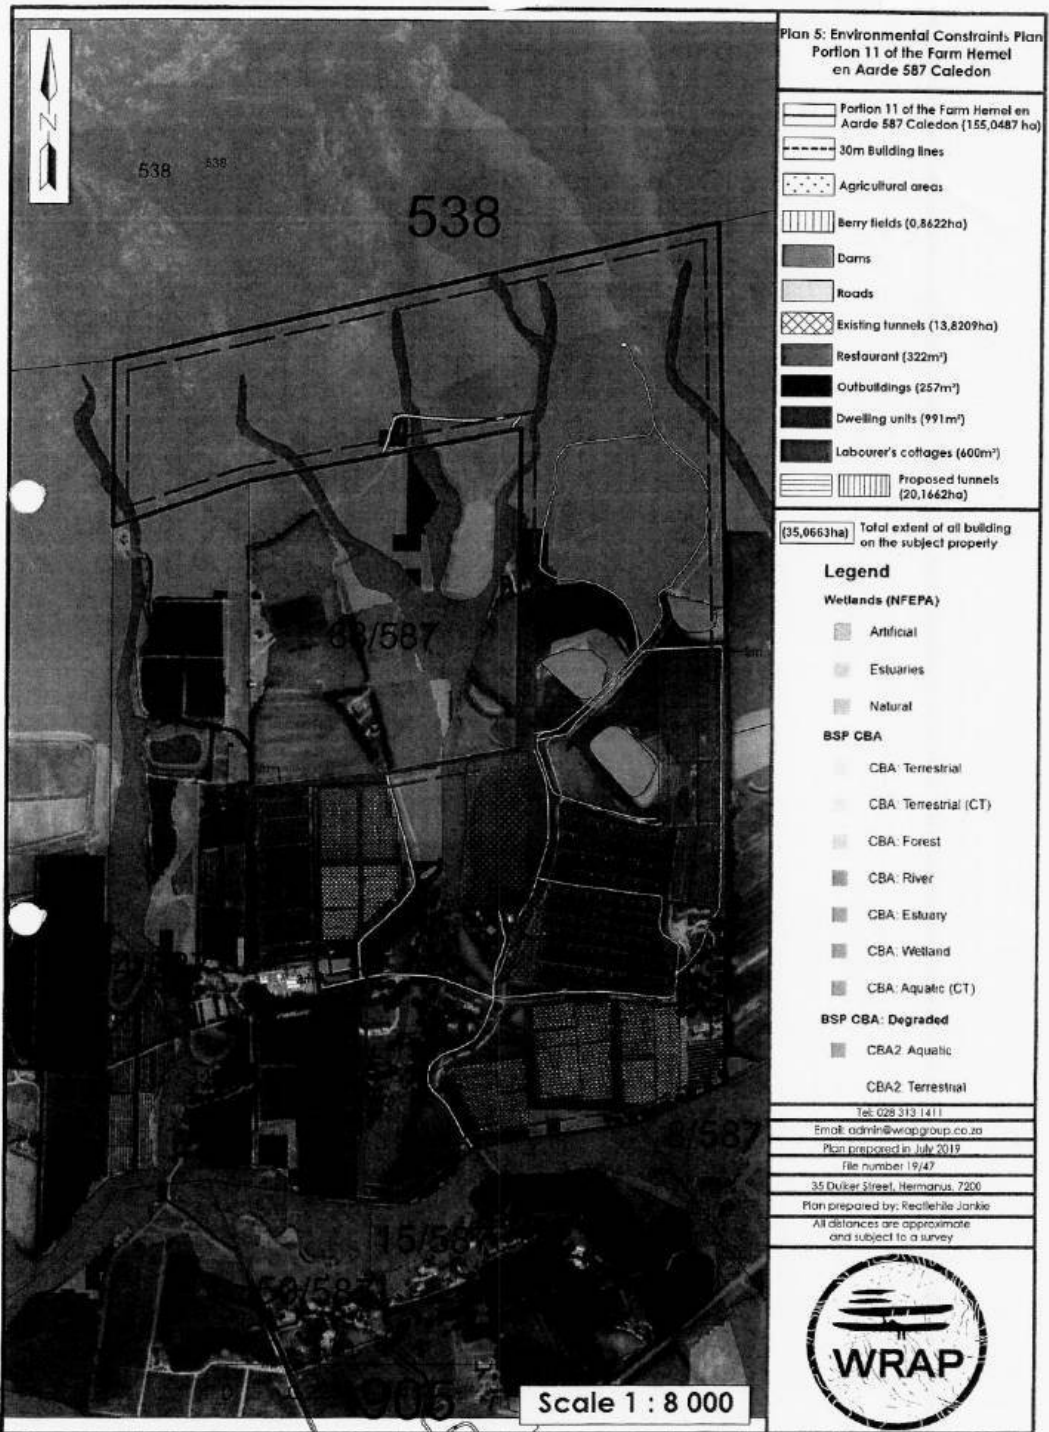 Plan 5: Environmental Constraints Plan
Portion 11 of the Farm Hemel
en Aarde 587 Caledon
Portion 11 of the Farm Hemel en
Aarde 587 Caledon (155,0487 ha)
30m Building lines
Agricultural areas
Berry fields (0,8622ha)
Dams
Roads
Existing tunnels (13,8209ha)
Restaurant (322m²)
Outbuildings (257m²)
Dwelling units (991m²)
Labourer's cottages (600m²)
Proposed tunnels
(20,1662ha)
(35,0663ha) Total extent of all building
on the subject property
Legend
Wetlands (NFEPA)
Artificial
Estuaries
Natural
BSP CBA
CBA: Terrestrial
CBA: Terrestrial (CT)
CBA: Forest
CBA: River
CBA: Estuary
CBA: Wetland
CBA: Aquatic (CT)
BSP CBA: Degraded
CBA2: Aquatic
CBA2: Terrestrial
Tel: 028 313 1411
Email: admin@wrapgroup.co.za
Plan prepared in July 2019
File number 19/47
35 Duiker Street, Hermanus, 7200
Plan prepared by: Reatlehile Jankie
All distances are approximate
and subject to a survey
WRAP
N
538
538
538
/587
/587
905
Scale 1 : 8 000